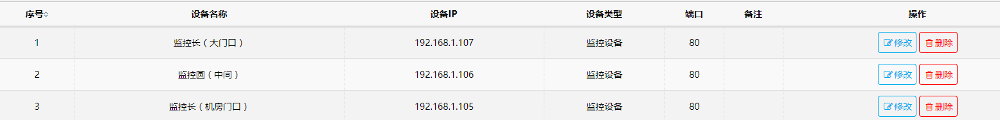 序号 设备名称 设备IP 设备类型 端口 备注 操作
1 监控长（大门口） 192.168.1.107 监控设备 80 修改 删除
2 监控圆（中间） 192.168.1.106 监控设备 80 修改 删除
3 监控长（机房门口） 192.168.1.105 监控设备 80 修改 删除